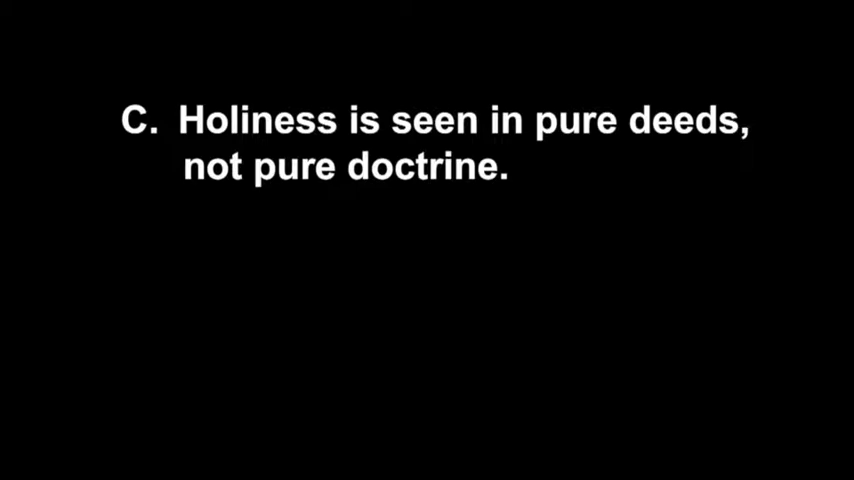 C. Holiness is seen in pure deeds,
not pure doctrine.